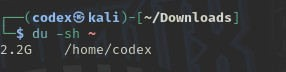 ┌──(codex㉿kali)-[~/Downloads]
└─$ du -sh ~
2.2G    /home/codex